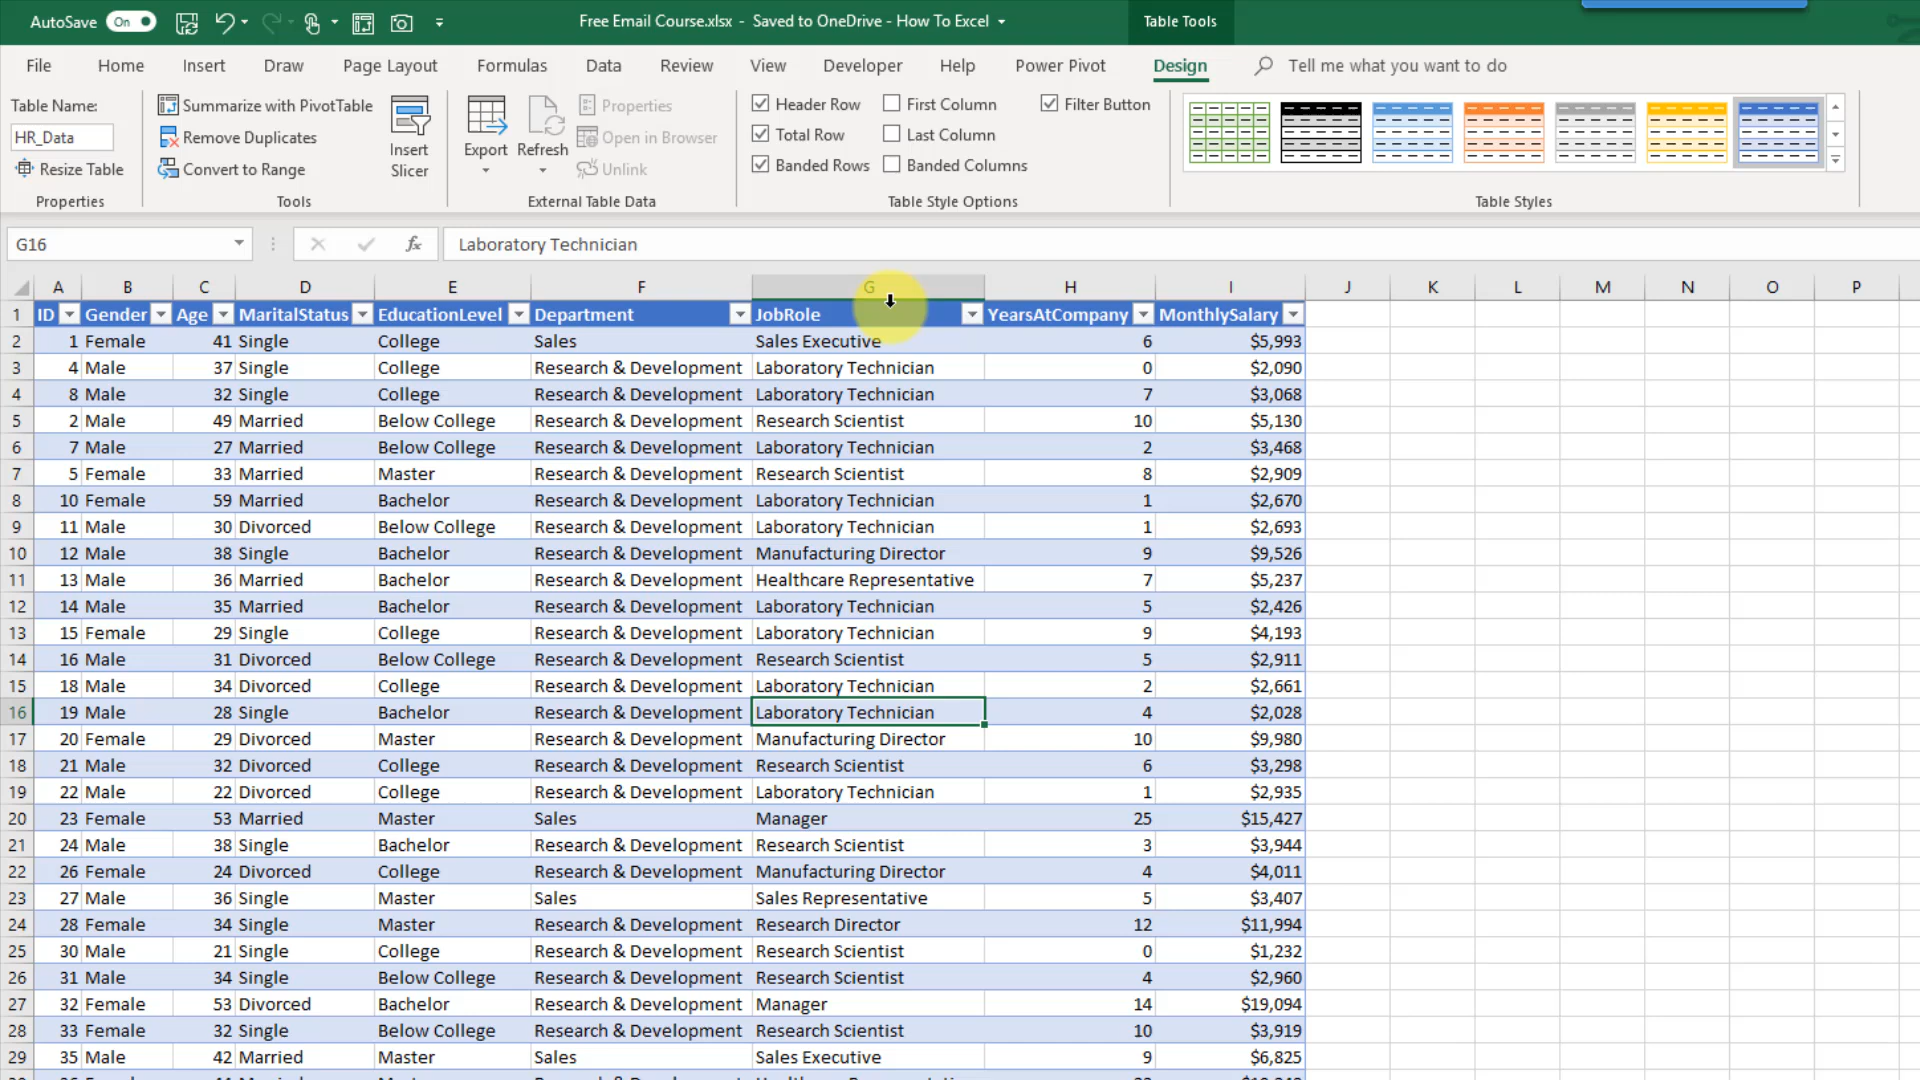 AutoSave On Free Email Course.xlsx - Saved to OneDrive - How To Excel Table Tools
File Home Insert Draw Page Layout Formulas Data Review View Developer Help Power Pivot Design Tell me what you want to do
Table Name: Summarize with PivotTable Properties Header Row First Column Filter Button
HR_Data Remove Duplicates Insert Slicer Export Refresh Open in Browser Total Row Last Column
Resize Table Convert to Range Unlink Banded Rows Banded Columns
Properties Tools External Table Data Table Style Options Table Styles
G16 fx Laboratory Technician
A B C D E F G H I J K L M N O P
1 ID Gender Age MaritalStatus EducationLevel Department JobRole YearsAtCompany MonthlySalary
2 1 Female 41 Single College Sales Sales Executive 6 $5,993
3 4 Male 37 Single College Research & Development Laboratory Technician 0 $2,090
4 8 Male 32 Single College Research & Development Laboratory Technician 7 $3,068
5 2 Male 49 Married Below College Research & Development Research Scientist 10 $5,130
6 7 Male 27 Married Below College Research & Development Laboratory Technician 2 $3,468
7 5 Female 33 Married Master Research & Development Research Scientist 8 $2,909
8 10 Female 59 Married Bachelor Research & Development Laboratory Technician 1 $2,670
9 11 Male 30 Divorced Below College Research & Development Laboratory Technician 1 $2,693
10 12 Male 38 Single Bachelor Research & Development Manufacturing Director 9 $9,526
11 13 Male 36 Married Bachelor Research & Development Healthcare Representative 7 $5,237
12 14 Male 35 Married Bachelor Research & Development Laboratory Technician 5 $2,426
13 15 Female 29 Single College Research & Development Laboratory Technician 9 $4,193
14 16 Male 31 Divorced Below College Research & Development Research Scientist 5 $2,911
15 18 Male 34 Divorced College Research & Development Laboratory Technician 2 $2,661
16 19 Male 28 Single Bachelor Research & Development Laboratory Technician 4 $2,028
17 20 Female 29 Divorced Master Research & Development Manufacturing Director 10 $9,980
18 21 Male 32 Divorced College Research & Development Research Scientist 6 $3,298
19 22 Male 22 Divorced College Research & Development Laboratory Technician 1 $2,935
20 23 Female 53 Married Master Sales Manager 25 $15,427
21 24 Male 38 Single Bachelor Research & Development Research Scientist 3 $3,944
22 26 Female 24 Divorced College Research & Development Manufacturing Director 4 $4,011
23 27 Male 36 Single Master Sales Sales Representative 5 $3,407
24 28 Female 34 Single Master Research & Development Research Director 12 $11,994
25 30 Male 21 Single College Research & Development Research Scientist 0 $1,232
26 31 Male 34 Single Below College Research & Development Research Scientist 4 $2,960
27 32 Female 53 Divorced Bachelor Research & Development Manager 14 $19,094
28 33 Female 32 Single Below College Research & Development Research Scientist 10 $3,919
29 35 Male 42 Married Master Sales Sales Executive 9 $6,825